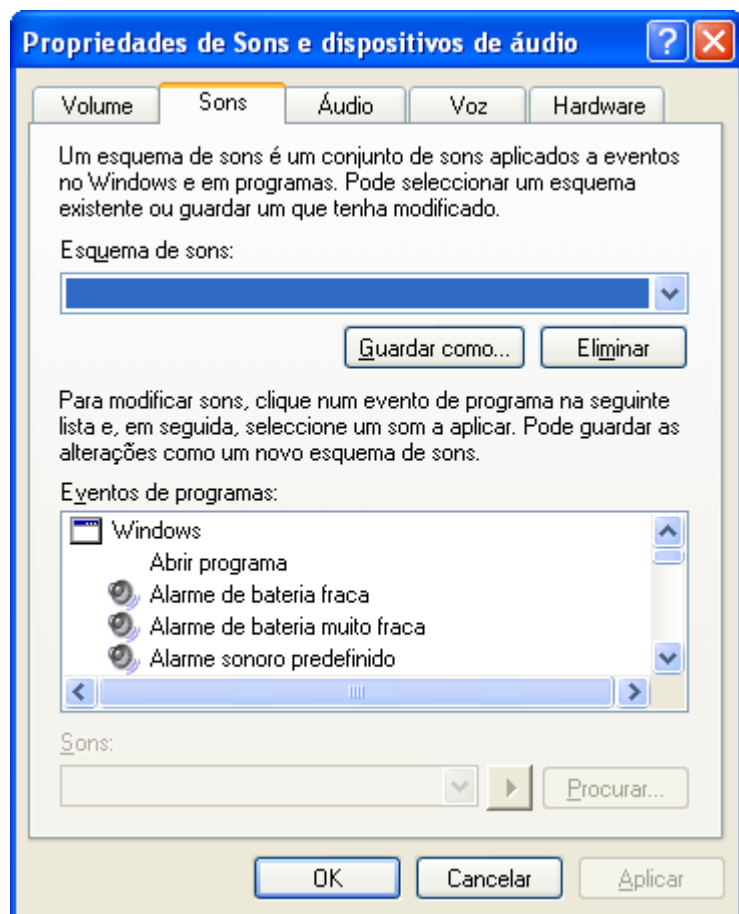 Propriedades de Sons e dispositivos de áudio
Volume
Sons
Áudio
Voz
Hardware
Um esquema de sons é um conjunto de sons aplicados a eventos
no Windows e em programas. Pode seleccionar um esquema
existente ou guardar um que tenha modificado.
Esquema de sons:
Guardar como...
Eliminar
Para modificar sons, clique num evento de programa na seguinte
lista e, em seguida, seleccione um som a aplicar. Pode guardar as
alterações como um novo esquema de sons.
Eventos de programas:
Windows
Abrir programa
Alarme de bateria fraca
Alarme de bateria muito fraca
Alarme sonoro predefinido
Sons:
Procurar...
OK
Cancelar
Aplicar